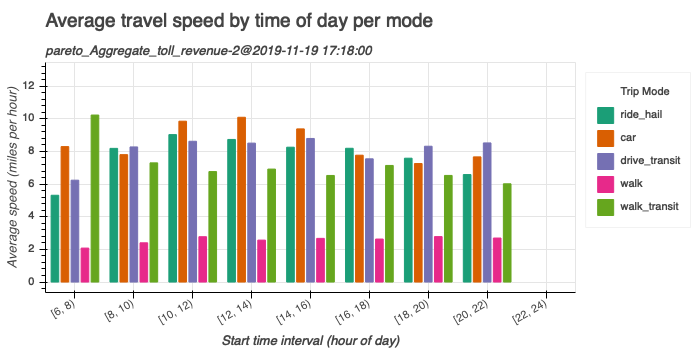 Average travel speed by time of day per mode
pareto_Aggregate_toll_revenue-2@2019-11-19 17:18:00
Average speed (miles per hour)
12
10
8
6
4
2
0
[6, 8)
[8, 10)
[10, 12)
[12, 14)
[14, 16)
[16, 18)
[18, 20)
[20, 22)
[22, 24)
Start time interval (hour of day)
Trip Mode
ride_hail
car
drive_transit
walk
walk_transit